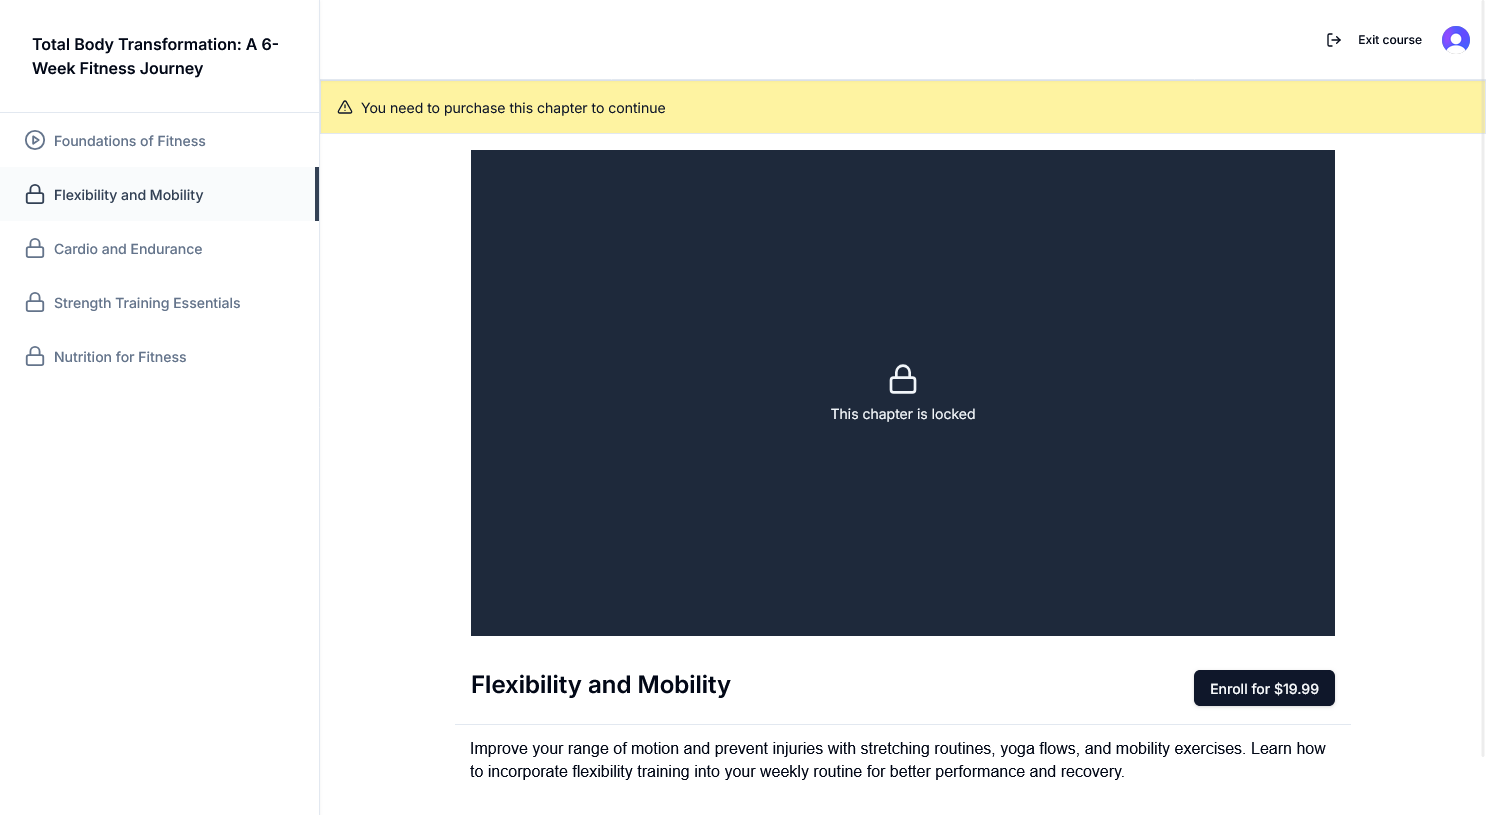 Total Body Transformation: A 6-
Week Fitness Journey
Exit course
You need to purchase this chapter to continue
Foundations of Fitness
Flexibility and Mobility
Cardio and Endurance
Strength Training Essentials
Nutrition for Fitness
This chapter is locked
Flexibility and Mobility
Enroll for $19.99
Improve your range of motion and prevent injuries with stretching routines, yoga flows, and mobility exercises. Learn how
to incorporate flexibility training into your weekly routine for better performance and recovery.